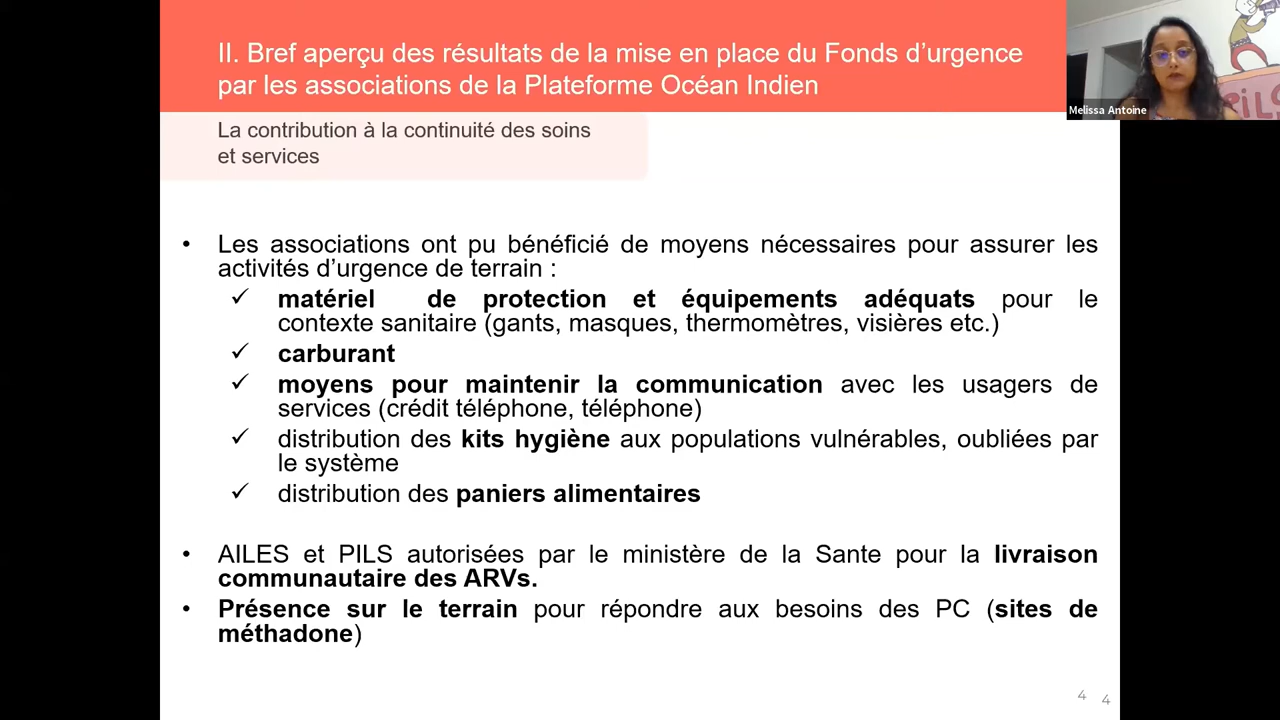 II. Bref aperçu des résultats de la mise en place du Fonds d’urgence
par les associations de la Plateforme Océan Indien
Melissa Antoine
PiLS
La contribution à la continuité des soins
et services
• Les associations ont pu bénéficié de moyens nécessaires pour assurer les
activités d’urgence de terrain :
✓ matériel de protection et équipements adéquats pour le
contexte sanitaire (gants, masques, thermomètres, visières etc.)
✓ carburant
✓ moyens pour maintenir la communication avec les usagers de
services (crédit téléphone, téléphone)
✓ distribution des kits hygiène aux populations vulnérables, oubliées par
le système
✓ distribution des paniers alimentaires
• AILES et PILS autorisées par le ministère de la Sante pour la livraison
communautaire des ARVs.
• Présence sur le terrain pour répondre aux besoins des PC (sites de
méthadone)
4 4